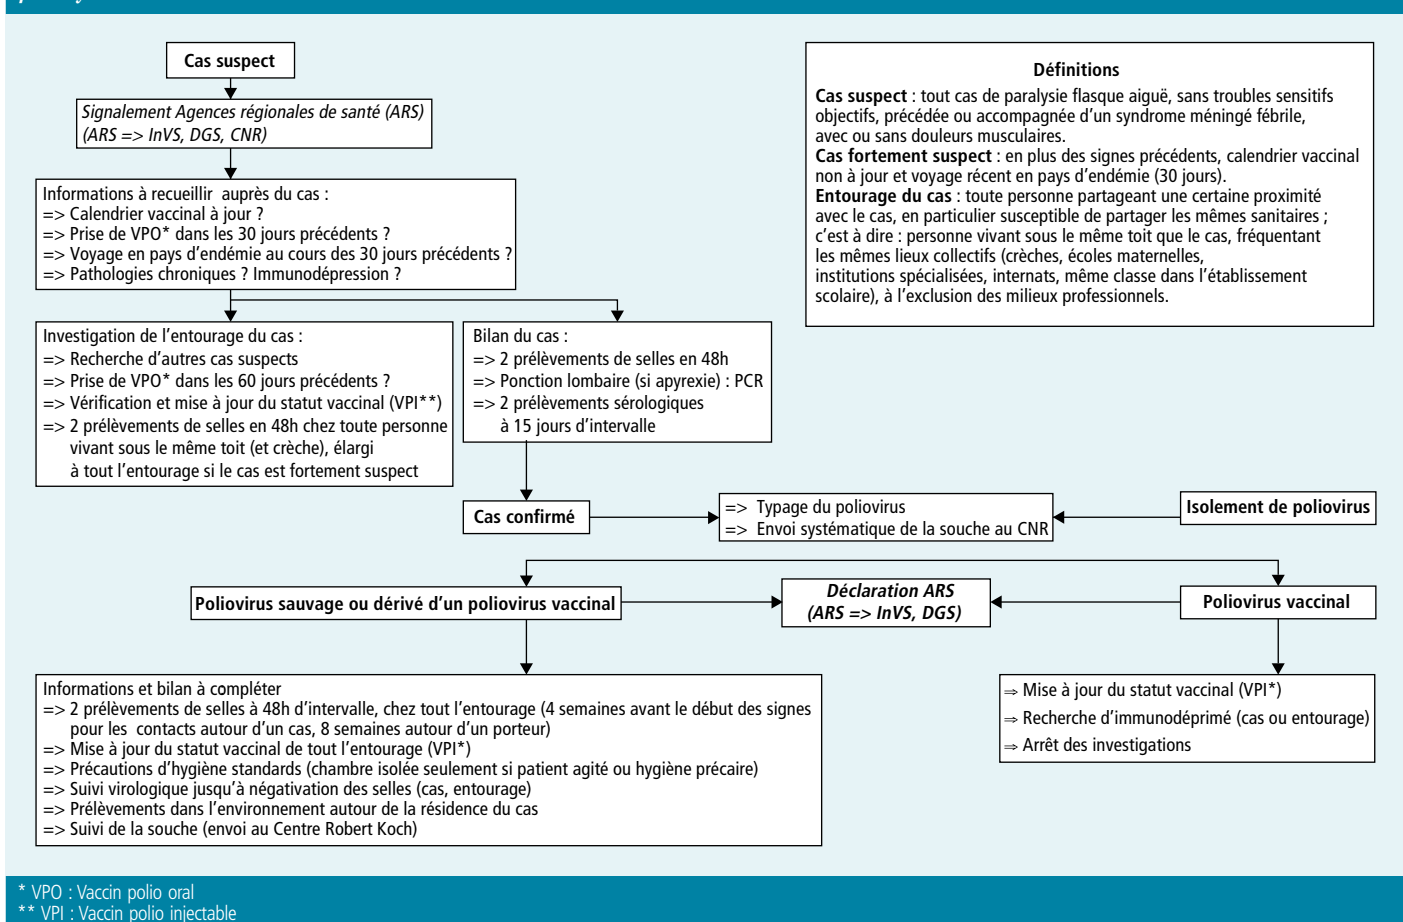 Cas suspect
Signalement Agences régionales de santé (ARS)
(ARS => InVS, DGS, CNR)
Informations à recueillir auprès du cas :
=> Calendrier vaccinal à jour ?
=> Prise de VPO* dans les 30 jours précédents ?
=> Voyage en pays d'endémie au cours des 30 jours précédents ?
=> Pathologies chroniques ? Immunodépression ?
Définitions
Cas suspect : tout cas de paralysie flasque aiguë, sans troubles sensitifs
objectifs, précédée ou accompagnée d'un syndrome méningé fébrile,
avec ou sans douleurs musculaires.
Cas fortement suspect : en plus des signes précédents, calendrier vaccinal
non à jour et voyage récent en pays d'endémie (30 jours).
Entourage du cas : toute personne partageant une certaine proximité
avec le cas, en particulier susceptible de partager les mêmes sanitaires ;
c'est à dire : personne vivant sous le même toit que le cas, fréquentant
les mêmes lieux collectifs (crèches, écoles maternelles,
institutions spécialisées, internats, même classe dans l'établissement
scolaire), à l'exclusion des milieux professionnels.
Investigation de l'entourage du cas :
=> Recherche d'autres cas suspects
=> Prise de VPO* dans les 60 jours précédents ?
=> Vérification et mise à jour du statut vaccinal (VPI**)
=> 2 prélèvements de selles en 48h chez toute personne
vivant sous le même toit (et crèche), élargi
à tout l'entourage si le cas est fortement suspect
Bilan du cas :
=> 2 prélèvements de selles en 48h
=> Ponction lombaire (si apyrexie) : PCR
=> 2 prélèvements sérologiques
à 15 jours d'intervalle
Cas confirmé
=> Typage du poliovirus
=> Envoi systématique de la souche au CNR
Isolement de poliovirus
Poliovirus sauvage ou dérivé d'un poliovirus vaccinal
Déclaration ARS
(ARS => InVS, DGS)
Poliovirus vaccinal
Informations et bilan à compléter
=> 2 prélèvements de selles à 48h d'intervalle, chez tout l'entourage (4 semaines avant le début des signes
pour les contacts autour d'un cas, 8 semaines autour d'un porteur)
=> Mise à jour du statut vaccinal de tout l'entourage (VPI*)
=> Précautions d'hygiène standards (chambre isolée seulement si patient agité ou hygiène précaire)
=> Suivi virologique jusqu'à négativation des selles (cas, entourage)
=> Prélèvements dans l'environnement autour de la résidence du cas
=> Suivi de la souche (envoi au Centre Robert Koch)
⇒ Mise à jour du statut vaccinal (VPI*)
⇒ Recherche d'immunodéprimé (cas ou entourage)
⇒ Arrêt des investigations
* VPO : Vaccin polio oral
** VPI : Vaccin polio injectable